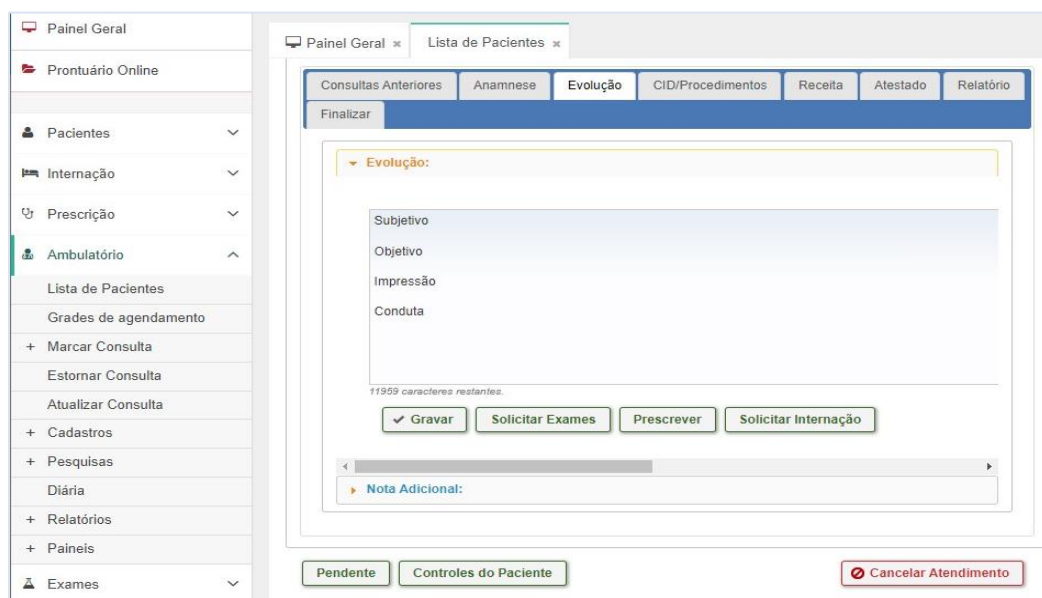 Painel Geral
Prontuário Online
Pacientes
Internação
Prescrição
Ambulatório
Lista de Pacientes
Grades de agendamento
+ Marcar Consulta
Estornar Consulta
Atualizar Consulta
+ Cadastros
+ Pesquisas
Diária
+ Relatórios
+ Paineis
Exames
Painel Geral × Lista de Pacientes ×
Consultas Anteriores Anamnese Evolução CID/Procedimentos Receita Atestado Relatório
Finalizar
Evolução:
Subjetivo
Objetivo
Impressão
Conduta
11959 caracteres restantes.
Gravar Solicitar Exames Prescrever Solicitar Internação
Nota Adicional:
Pendente Controles do Paciente Cancelar Atendimento